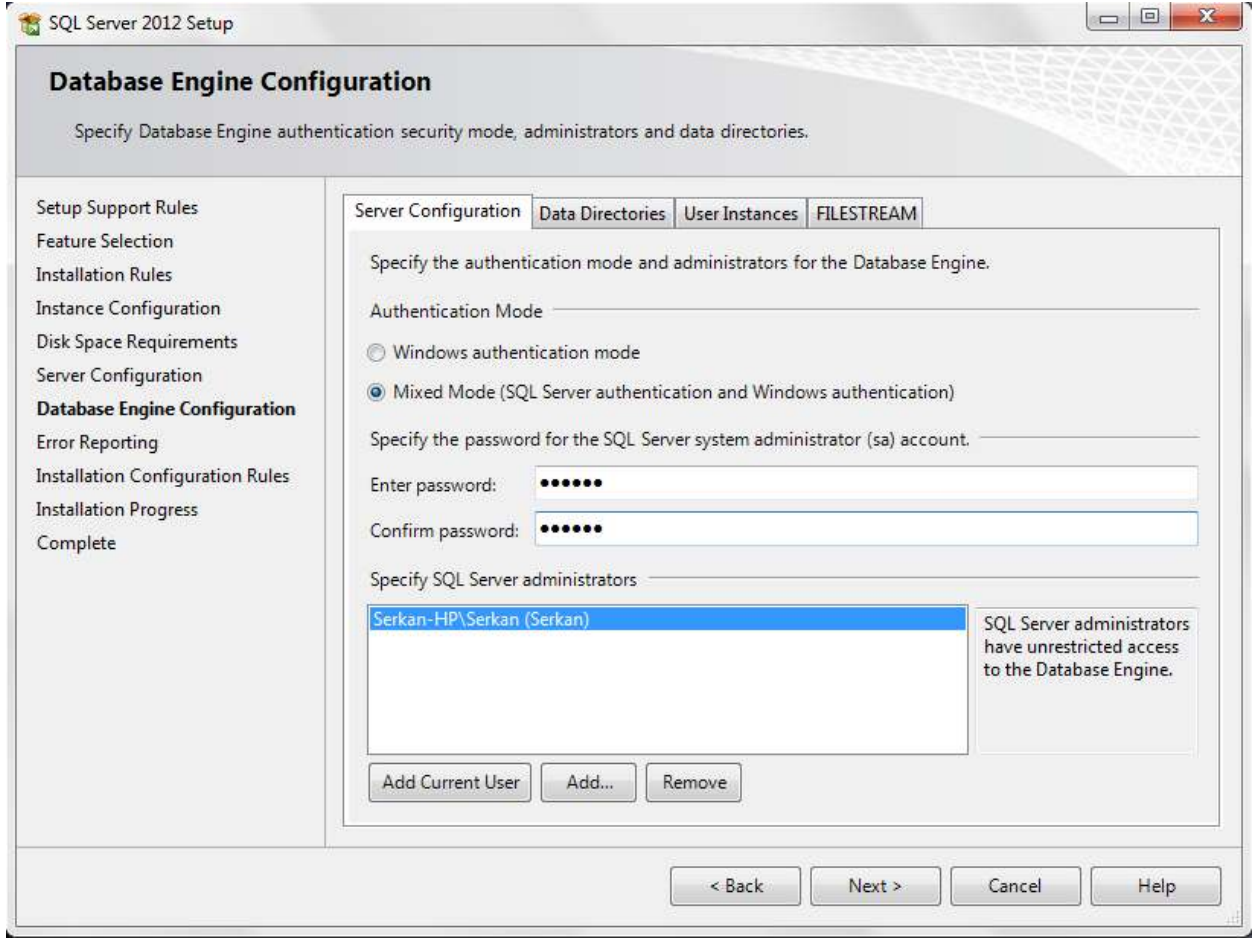 SQL Server 2012 Setup
Database Engine Configuration
Specify Database Engine authentication security mode, administrators and data directories.
Setup Support Rules
Feature Selection
Installation Rules
Instance Configuration
Disk Space Requirements
Server Configuration
Database Engine Configuration
Error Reporting
Installation Configuration Rules
Installation Progress
Complete
Server Configuration Data Directories User Instances FILESTREAM
Specify the authentication mode and administrators for the Database Engine.
Authentication Mode
Windows authentication mode
Mixed Mode (SQL Server authentication and Windows authentication)
Specify the password for the SQL Server system administrator (sa) account.
Enter password: ●●●●●●
Confirm password: ●●●●●●
Specify SQL Server administrators
Serkan-HP\Serkan (Serkan)
SQL Server administrators
have unrestricted access
to the Database Engine.
Add Current User Add... Remove
< Back Next > Cancel Help